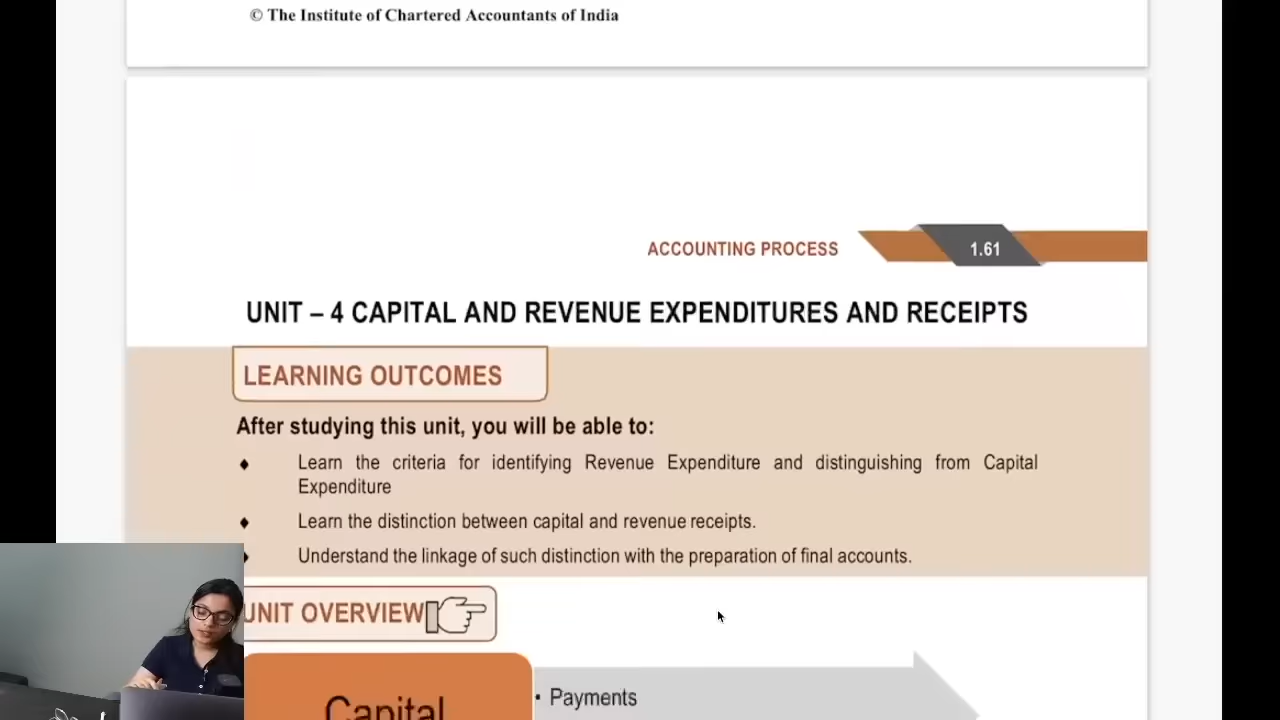 © The Institute of Chartered Accountants of India
ACCOUNTING PROCESS
1.61
UNIT – 4 CAPITAL AND REVENUE EXPENDITURES AND RECEIPTS
LEARNING OUTCOMES
After studying this unit, you will be able to:
♦ Learn the criteria for identifying Revenue Expenditure and distinguishing from Capital
Expenditure
♦ Learn the distinction between capital and revenue receipts.
♦ Understand the linkage of such distinction with the preparation of final accounts.
UNIT OVERVIEW
Capital
• Payments